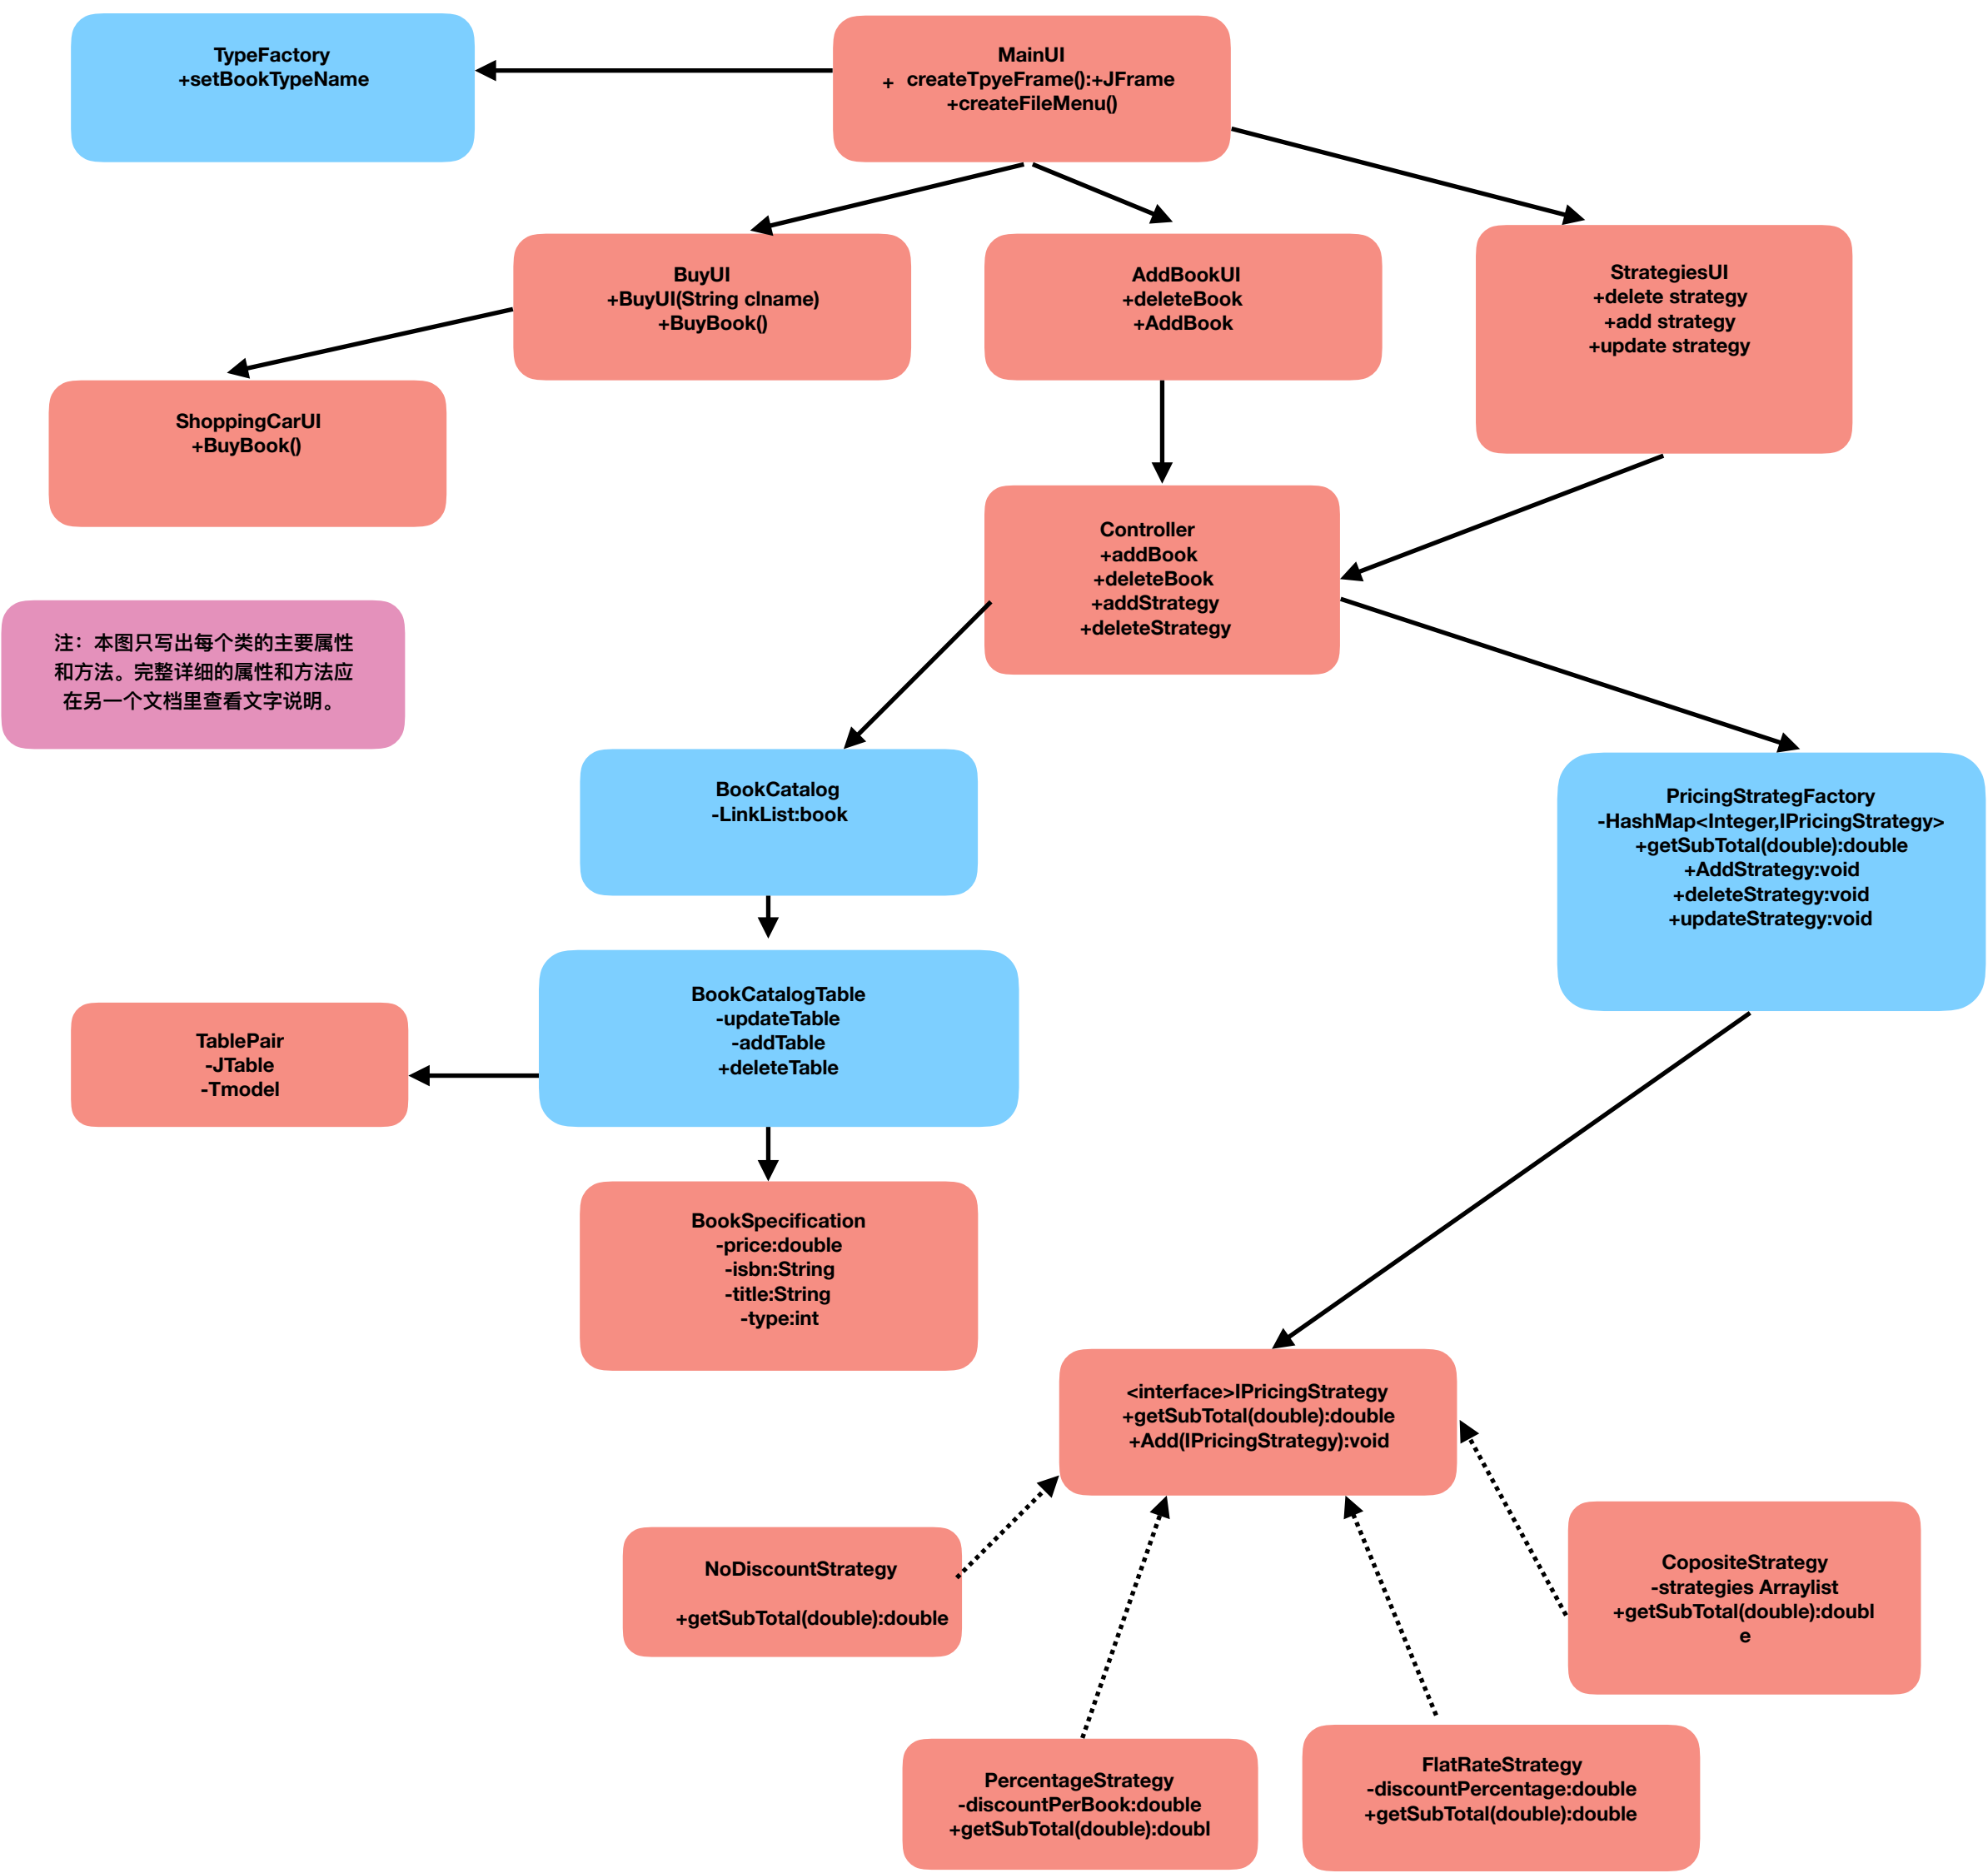 TypeFactory
+setBookTypeName
MainUI
+ createTpyeFrame():+JFrame
+createFileMenu()
BuyUI
+BuyUI(String clname)
+BuyBook()
AddBookUI
+deleteBook
+AddBook
StrategiesUI
+delete strategy
+add strategy
+update strategy
ShoppingCarUI
+BuyBook()
Controller
+addBook
+deleteBook
+addStrategy
+deleteStrategy
注：本图只写出每个类的主要属性
和方法。完整详细的属性和方法应
在另一个文档里查看文字说明。
BookCatalog
-LinkList:book
PricingStrategFactory
-HashMap<Integer,IPricingStrategy>
+getSubTotal(double):double
+AddStrategy:void
+deleteStrategy:void
+updateStrategy:void
BookCatalogTable
-updateTable
-addTable
+deleteTable
TablePair
-JTable
-Tmodel
BookSpecification
-price:double
-isbn:String
-title:String
-type:int
<interface>IPricingStrategy
+getSubTotal(double):double
+Add(IPricingStrategy):void
NoDiscountStrategy
+getSubTotal(double):double
CopositeStrategy
-strategies Arraylist
+getSubTotal(double):doubl
e
PercentageStrategy
-discountPerBook:double
+getSubTotal(double):doubl
FlatRateStrategy
-discountPercentage:double
+getSubTotal(double):double